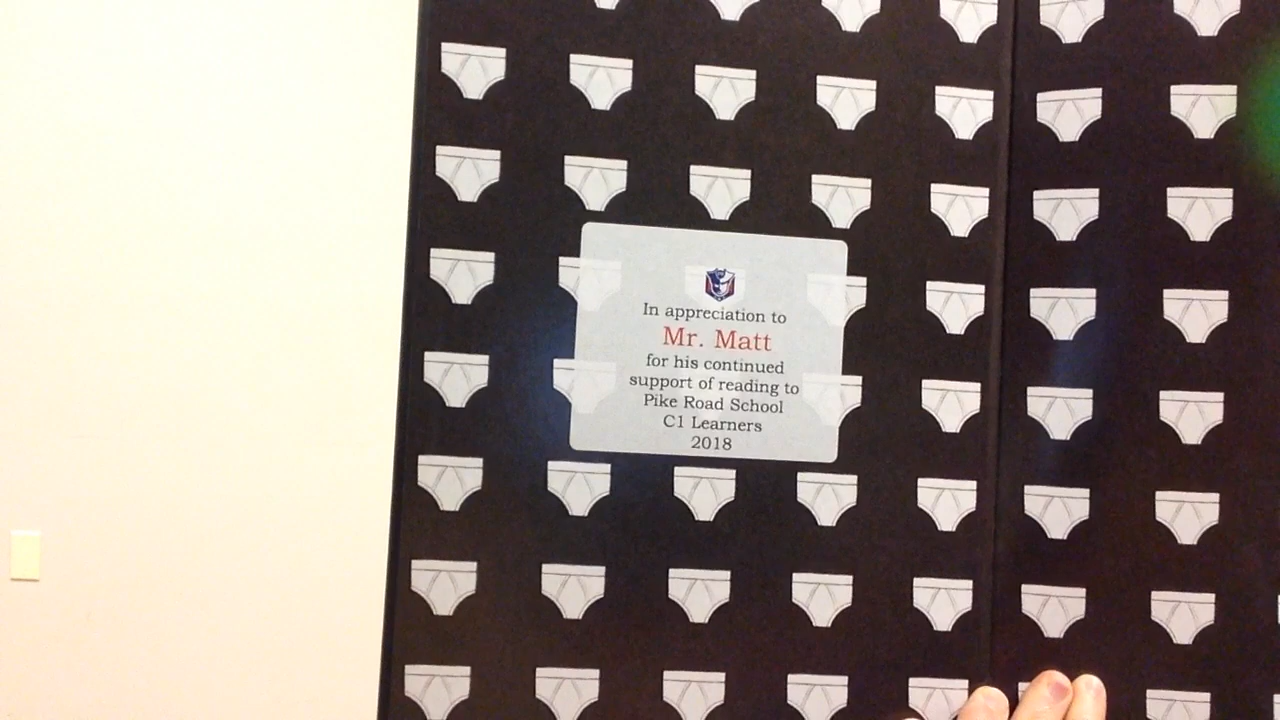 In appreciation to
Mr. Matt
for his continued
support of reading to
Pike Road School
C1 Learners
2018